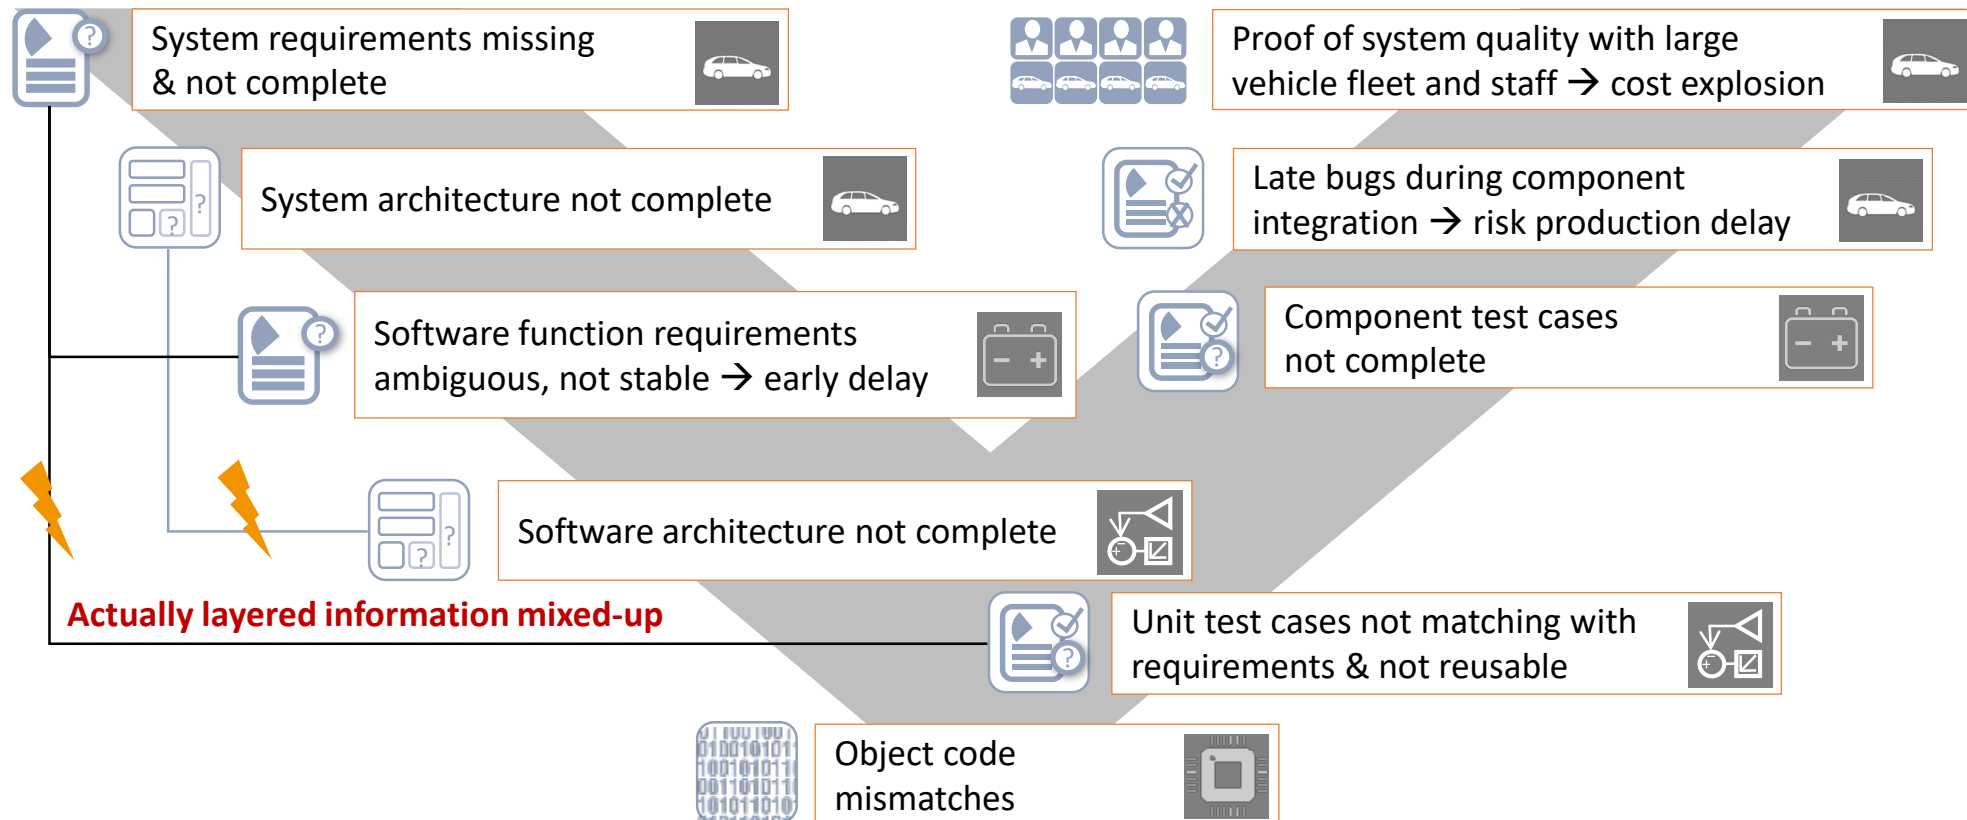 System requirements missing
& not complete
Proof of system quality with large
vehicle fleet and staff → cost explosion
System architecture not complete
Late bugs during component
integration → risk production delay
Software function requirements
ambiguous, not stable → early delay
Component test cases
not complete
Software architecture not complete
Actually layered information mixed-up
Unit test cases not matching with
requirements & not reusable
Object code
mismatches